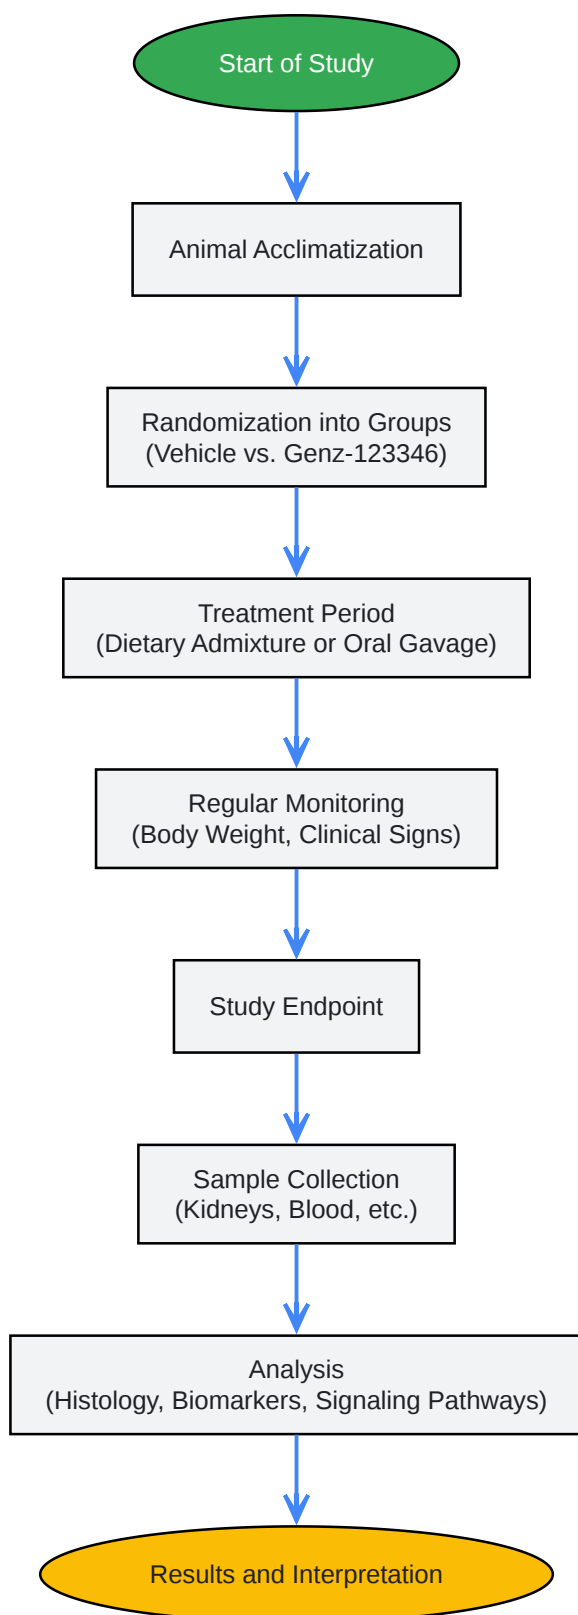 Start of Study
Animal Acclimatization
Randomization into Groups
(Vehicle vs. Genz-123346)
Treatment Period
(Dietary Admixture or Oral Gavage)
Regular Monitoring
(Body Weight, Clinical Signs)
Study Endpoint
Sample Collection
(Kidneys, Blood, etc.)
Analysis
(Histology, Biomarkers, Signaling Pathways)
Results and Interpretation